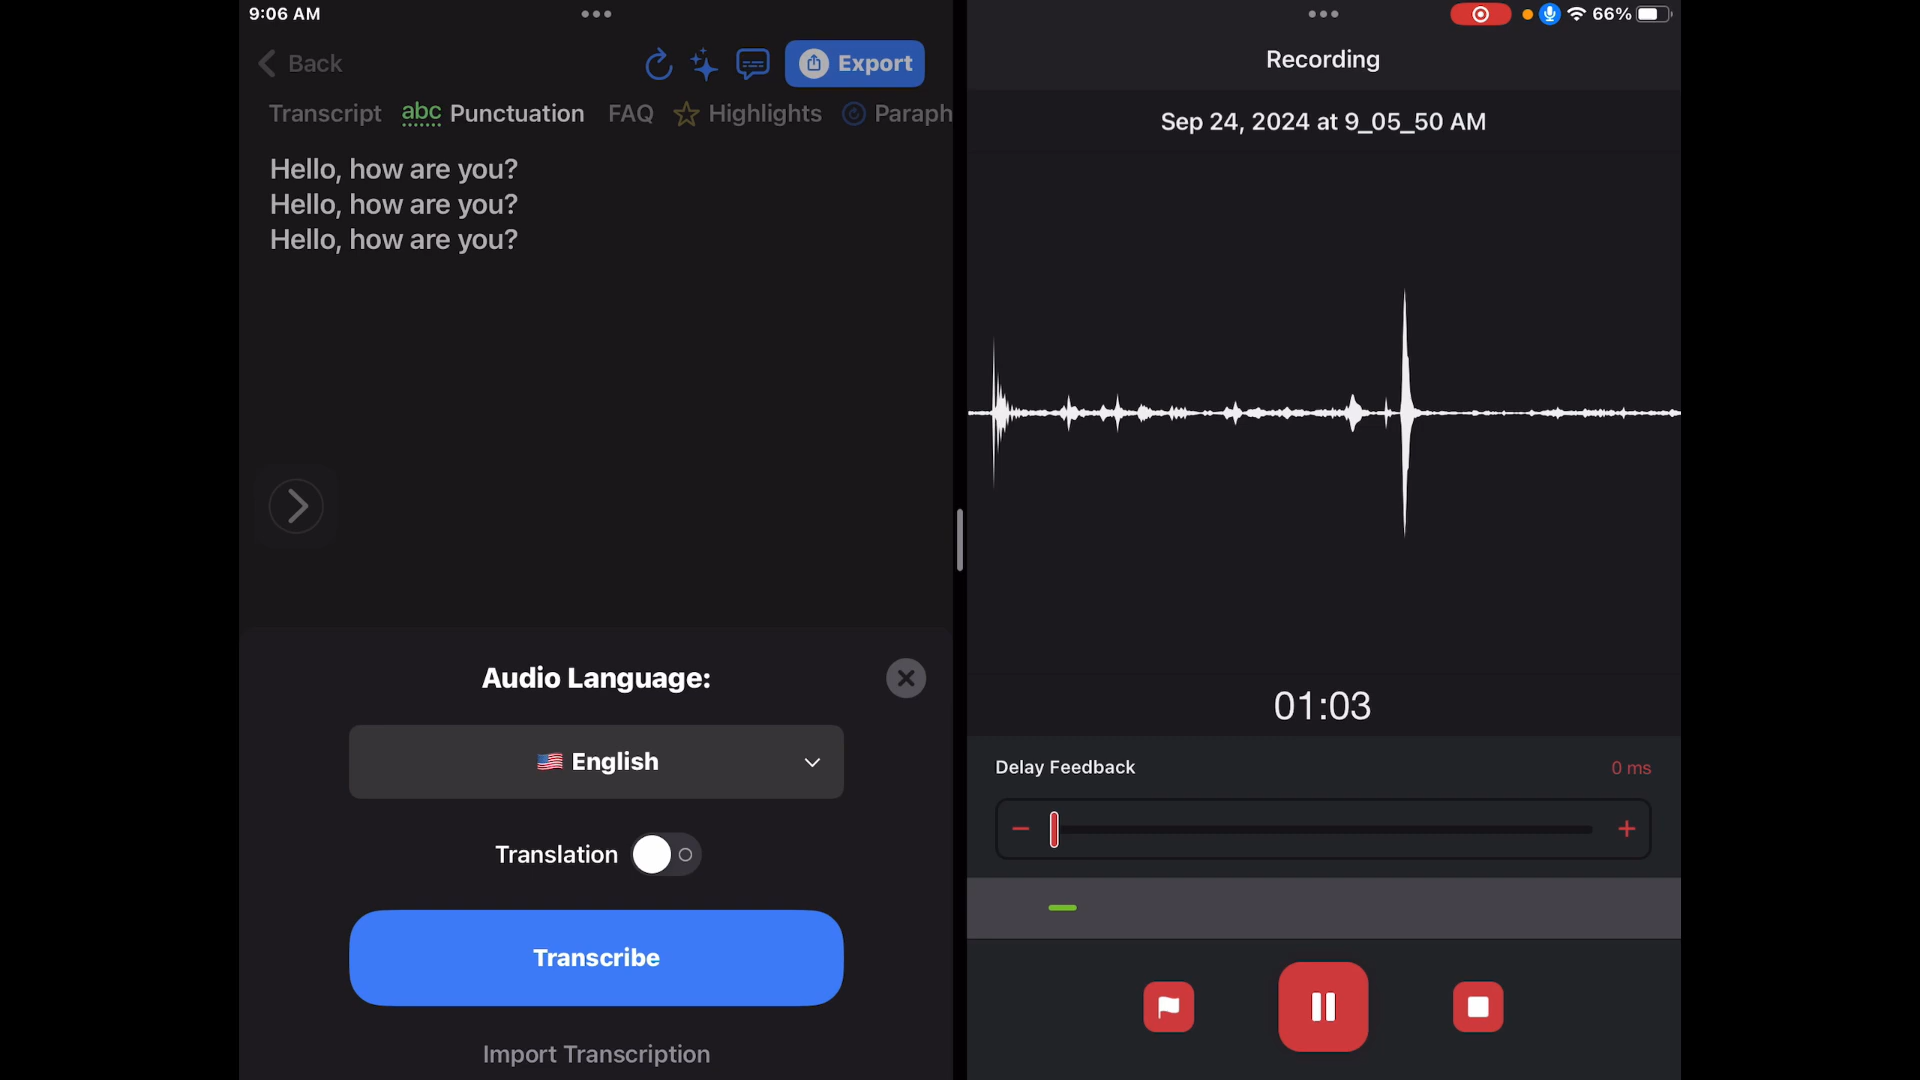 9:06 AM
Back
Export
Transcript abc Punctuation FAQ Highlights Paraph
Hello, how are you?
Hello, how are you?
Hello, how are you?
Audio Language:
English
Translation
Transcribe
Import Transcription
66%
Recording
Sep 24, 2024 at 9_05_50 AM
01:03
Delay Feedback 0 ms